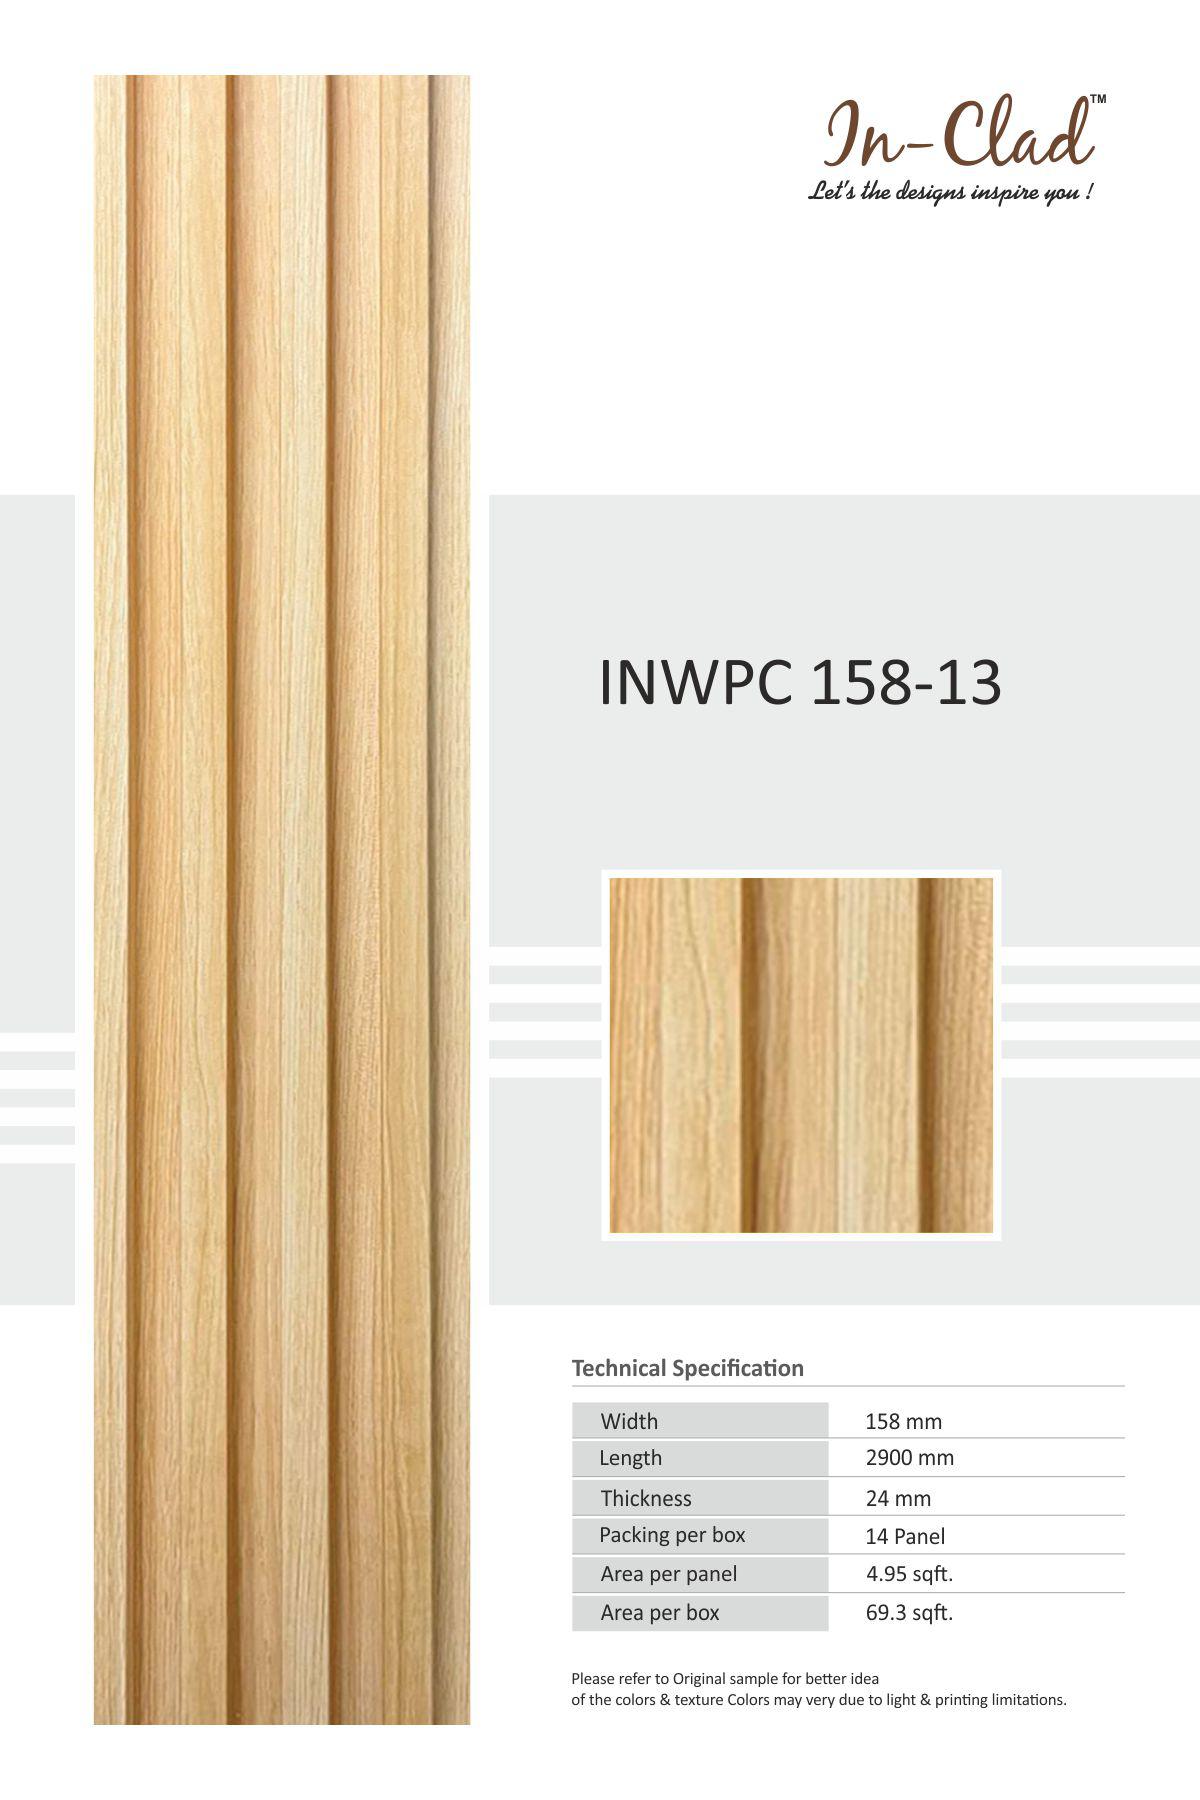 In-Clad™
Let's the designs inspire you !
INWPC 158-13
Technical Specification
Width 158 mm
Length 2900 mm
Thickness 24 mm
Packing per box 14 Panel
Area per panel 4.95 sqft.
Area per box 69.3 sqft.
Please refer to Original sample for better idea
of the colors & texture Colors may very due to light & printing limitations.